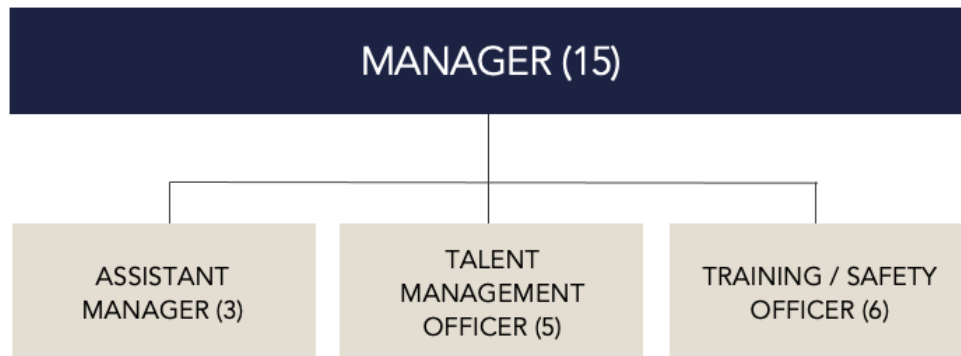 MANAGER (15)
ASSISTANT
MANAGER (3)
TALENT
MANAGEMENT
OFFICER (5)
TRAINING / SAFETY
OFFICER (6)